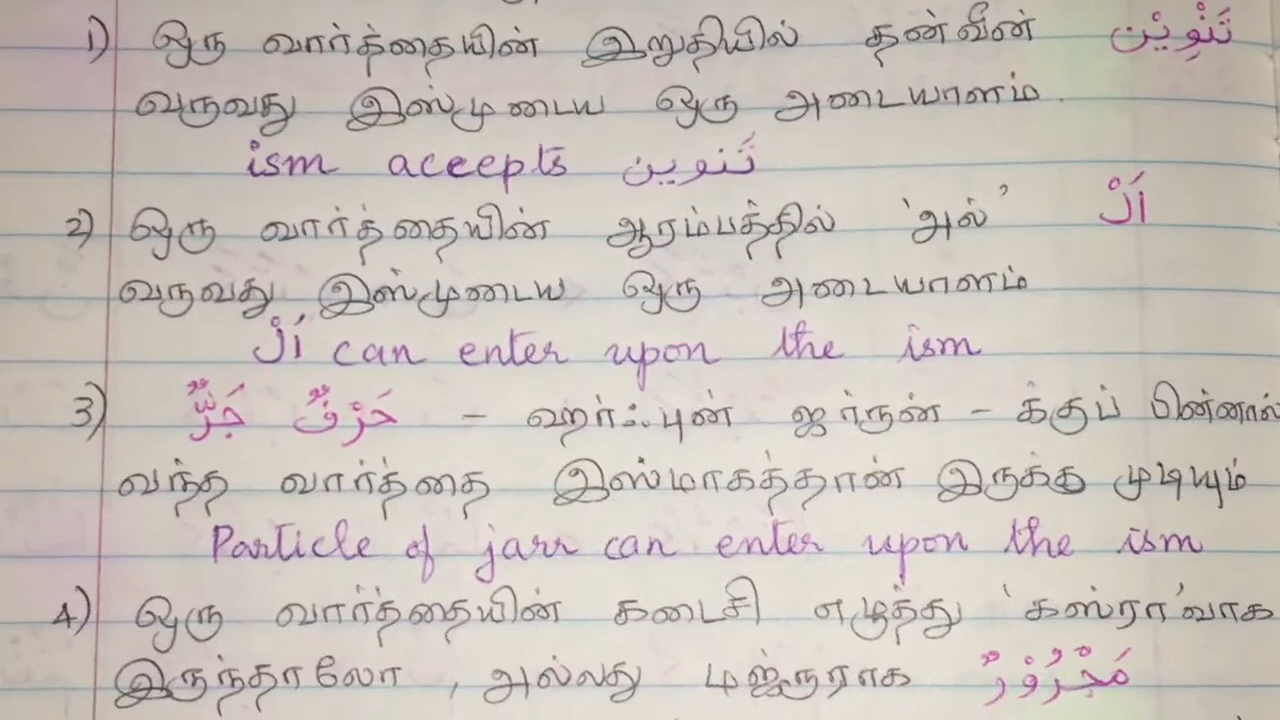 1) ஒரு வார்த்தையின் இறுதியில் தன்வீன் تَنْوِيْن
வருவது இஸ்முடைய ஒரு அடையாளம்.
ism accepts تَنوين
2) ஒரு வார்த்தையின் ஆரம்பத்தில் 'அல்' اَلْ
வருவது இஸ்முடைய ஒரு அடையாளம்
اَلْ can enter upon the ism
3) حَرْفٌ جَرٌّ – ஹர்ஃபுன் ஜர்ருன் – க்குப் பின்னால்
வந்த வார்த்தை இஸ்மாகத்தான் இருக்க முடியும்
Particle of jarr can enter upon the ism
4) ஒரு வார்த்தையின் கடைசி எழுத்து 'கஸ்ரா'வாக
இருந்தாலோ , அல்லது மஜ்ரூராக مَجْرُوْرٌ